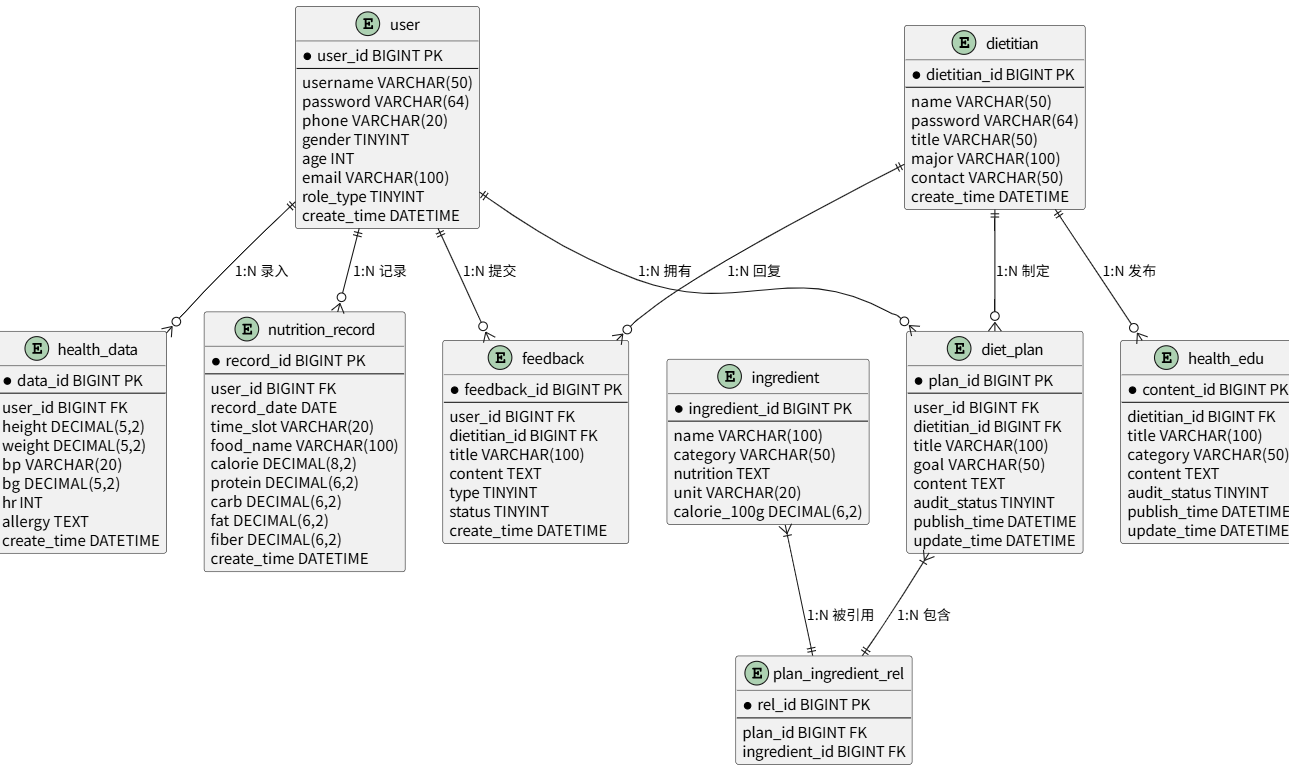 E user
user_id BIGINT PK
username VARCHAR(50)
password VARCHAR(64)
phone VARCHAR(20)
gender TINYINT
age INT
email VARCHAR(100)
role_type TINYINT
create_time DATETIME
E dietitian
dietitian_id BIGINT PK
name VARCHAR(50)
password VARCHAR(64)
title VARCHAR(50)
major VARCHAR(100)
contact VARCHAR(50)
create_time DATETIME
1:N 录入
1:N 记录
1:N 提交
1:N 拥有
1:N 回复
1:N 制定
1:N 发布
E health_data
data_id BIGINT PK
user_id BIGINT FK
height DECIMAL(5,2)
weight DECIMAL(5,2)
bp VARCHAR(20)
bg DECIMAL(5,2)
hr INT
allergy TEXT
create_time DATETIME
E nutrition_record
record_id BIGINT PK
user_id BIGINT FK
record_date DATE
time_slot VARCHAR(20)
food_name VARCHAR(100)
calorie DECIMAL(8,2)
protein DECIMAL(6,2)
carb DECIMAL(6,2)
fat DECIMAL(6,2)
fiber DECIMAL(6,2)
create_time DATETIME
E feedback
feedback_id BIGINT PK
user_id BIGINT FK
dietitian_id BIGINT FK
title VARCHAR(100)
content TEXT
type TINYINT
status TINYINT
create_time DATETIME
E ingredient
ingredient_id BIGINT PK
name VARCHAR(100)
category VARCHAR(50)
nutrition TEXT
unit VARCHAR(20)
calorie_100g DECIMAL(6,2)
E diet_plan
plan_id BIGINT PK
user_id BIGINT FK
dietitian_id BIGINT FK
title VARCHAR(100)
goal VARCHAR(50)
content TEXT
audit_status TINYINT
publish_time DATETIME
update_time DATETIME
E health_edu
content_id BIGINT PK
dietitian_id BIGINT FK
title VARCHAR(100)
category VARCHAR(50)
content TEXT
audit_status TINYINT
publish_time DATETIME
update_time DATETIME
1:N 被引用
1:N 包含
E plan_ingredient_rel
rel_id BIGINT PK
plan_id BIGINT FK
ingredient_id BIGINT FK